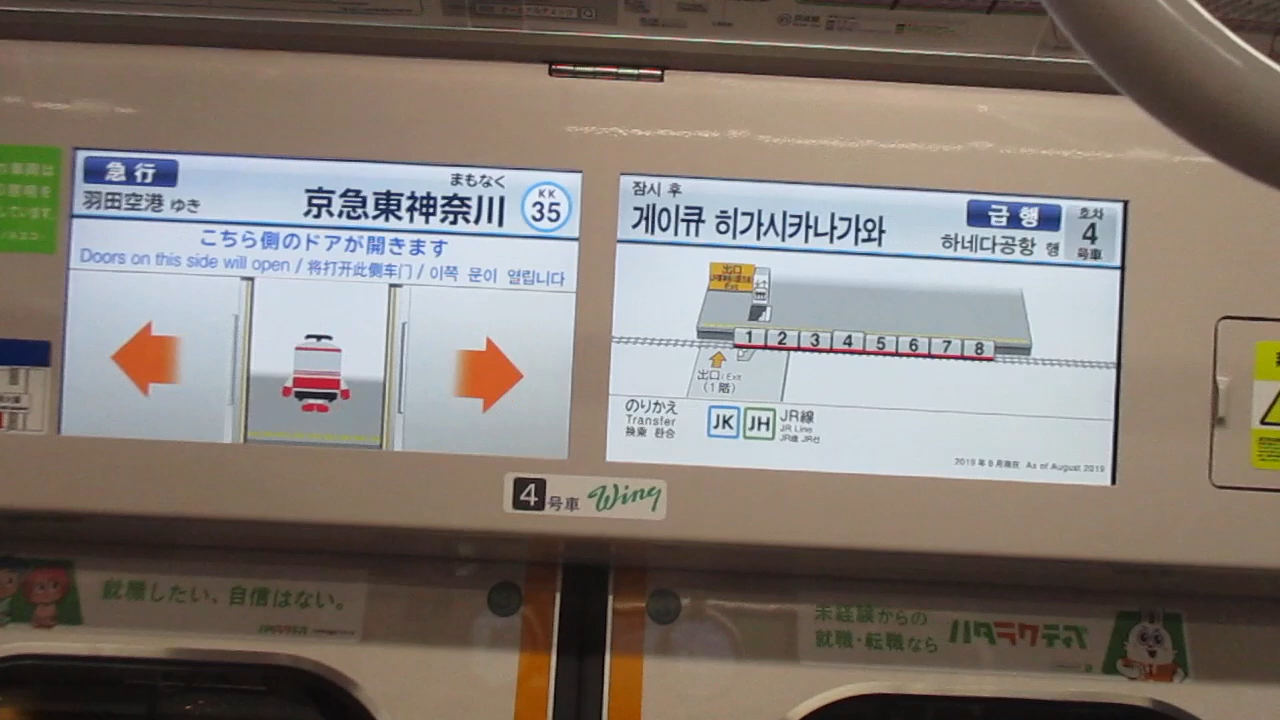 急行
羽田空港 ゆき
まもなく
京急東神奈川
KK
35
こちら側のドアが開きます
Doors on this side will open / 将打开此侧车门 / 이쪽 문이 열립니다
잠시 후
게이큐 히가시카나가와
급행
하네다공항 행
호차
4
号車
出口
Exit
1 2 3 4 5 6 7 8
出口 Exit
(1階)
のりかえ
Transfer
換乘 환승
JK JH
JR線
JR Line
JR线 JR선
2019年8月現在 As of August 2019
4号車 Wing
就職したい、自信はない。
未経験からの
就職・転職なら
ハタラクティブ